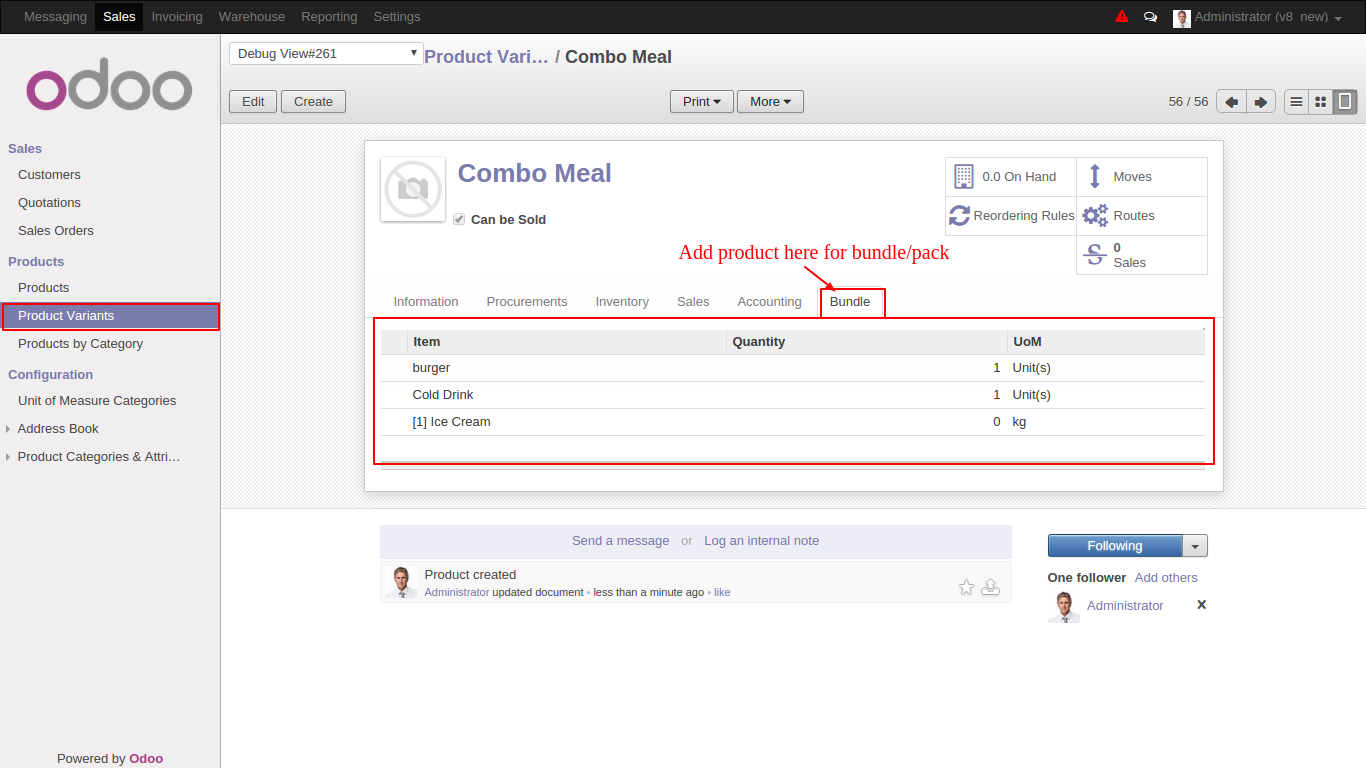 Messaging Sales Invoicing Warehouse Reporting Settings Administrator (v8_new)
odoo
Sales
Customers
Quotations
Sales Orders
Products
Products
Product Variants
Products by Category
Configuration
Unit of Measure Categories
Address Book
Product Categories & Attri…
Powered by Odoo
Debug View#261
Product Vari… / Combo Meal
Edit Create
Print More
56 / 56
Combo Meal
Can be Sold
0.0 On Hand
Moves
Reordering Rules
Routes
0
Sales
Add product here for bundle/pack
Information Procurements Inventory Sales Accounting Bundle
Item Quantity UoM
burger 1 Unit(s)
Cold Drink 1 Unit(s)
[1] Ice Cream 0 kg
Send a message or Log an internal note
Product created
Administrator updated document • less than a minute ago • like
Following
One follower Add others
Administrator x